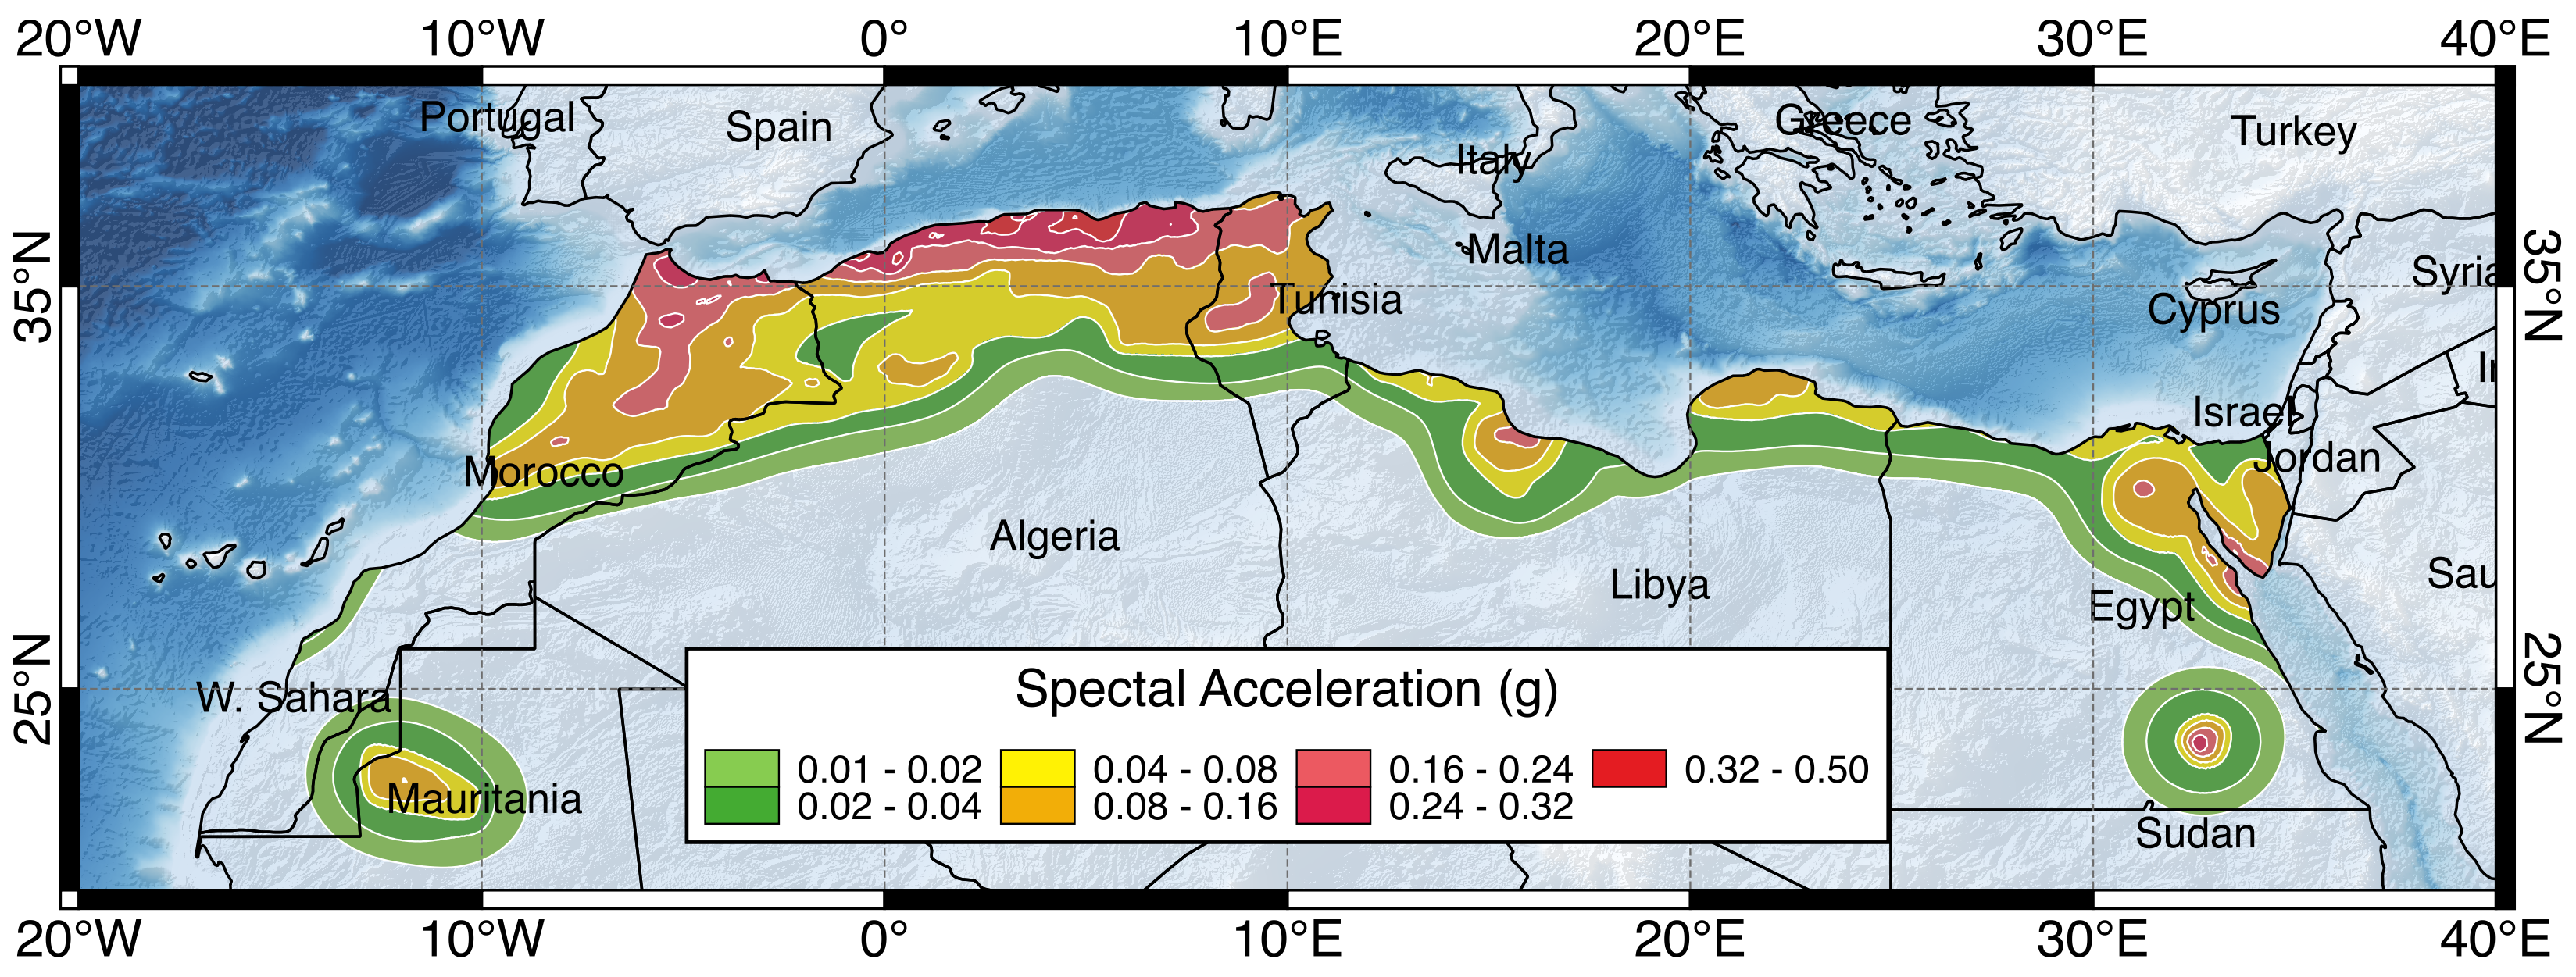 20°W 10°W 0° 10°E 20°E 30°E 40°E
Portugal
Spain
Italy
Greece
Turkey
35°N
35°N
Malta
Tunisia
Cyprus
Syria
Israel
Jordan
Morocco
Algeria
Libya
Egypt
Sau
25°N
25°N
W. Sahara
Mauritania
Sudan
Spectal Acceleration (g)
0.01 - 0.02 0.04 - 0.08 0.16 - 0.24 0.32 - 0.50
0.02 - 0.04 0.08 - 0.16 0.24 - 0.32
20°W 10°W 0° 10°E 20°E 30°E 40°E